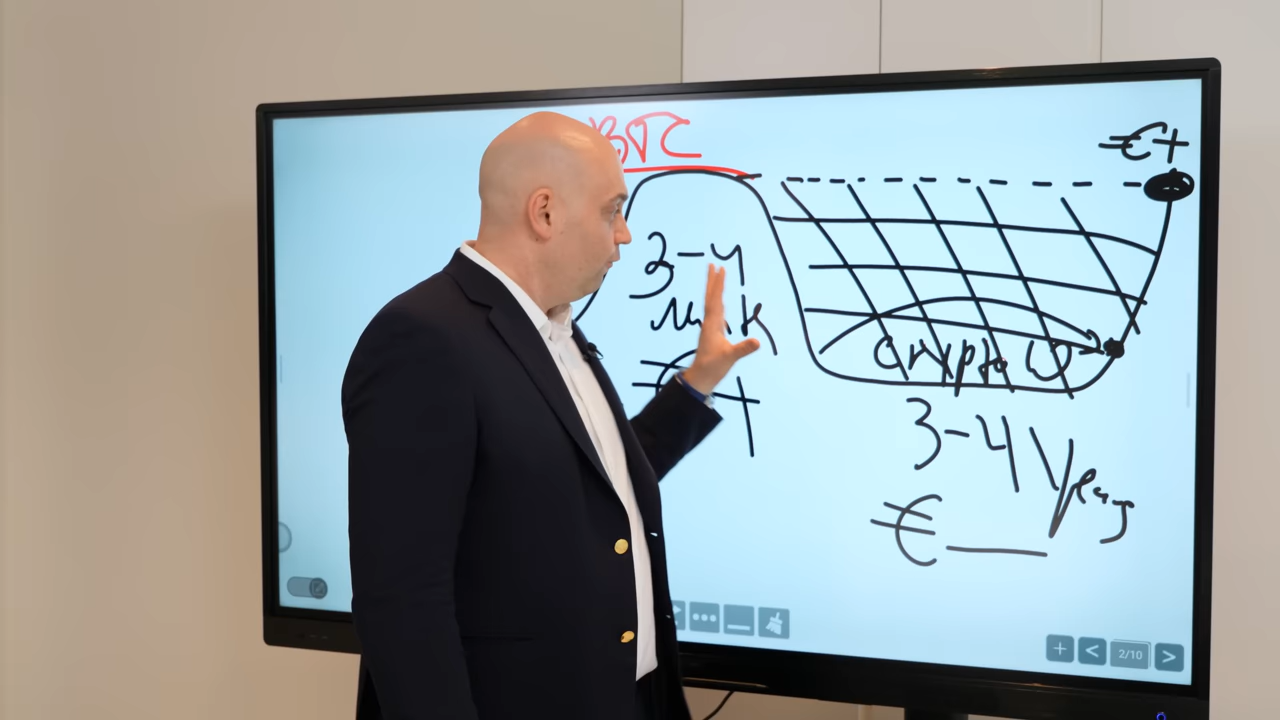 BTC
€+
3-4
€+
Crypto W
3-4 Years
€ —
2/10